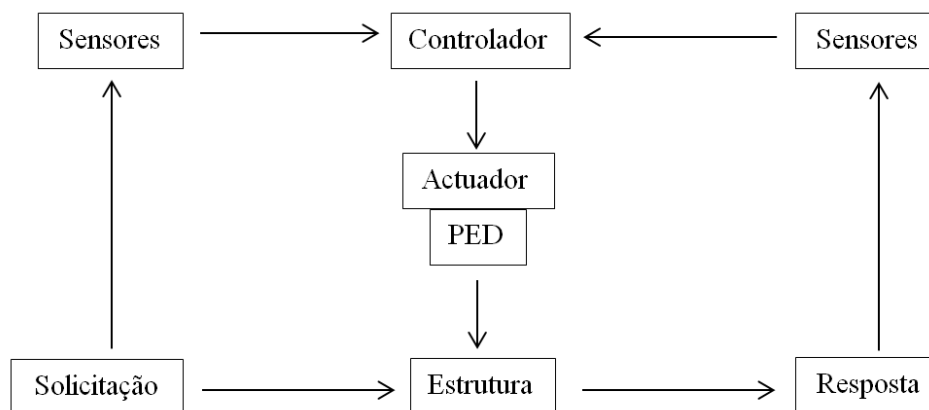 Sensores
Controlador
Sensores
Actuador
PED
Solicitação
Estrutura
Resposta